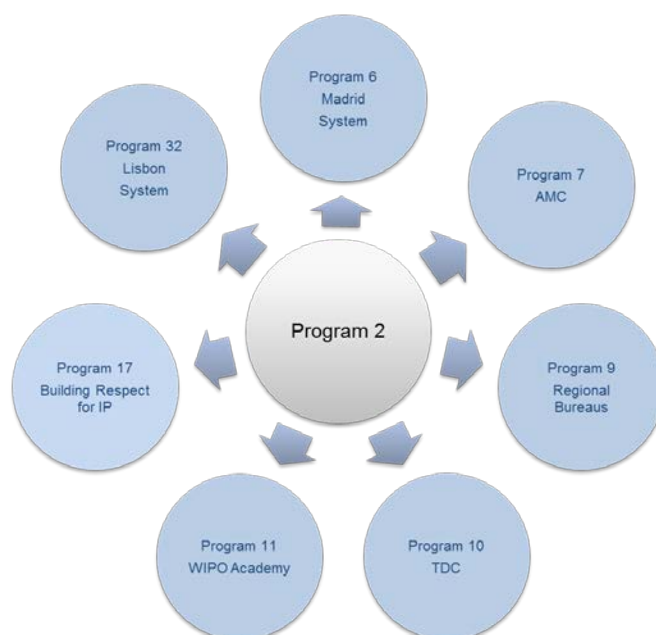 Program 6
Madrid
System
Program 32
Lisbon
System
Program 7
AMC
Program 2
Program 17
Building Respect
for IP
Program 9
Regional
Bureaus
Program 11
WIPO Academy
Program 10
TDC